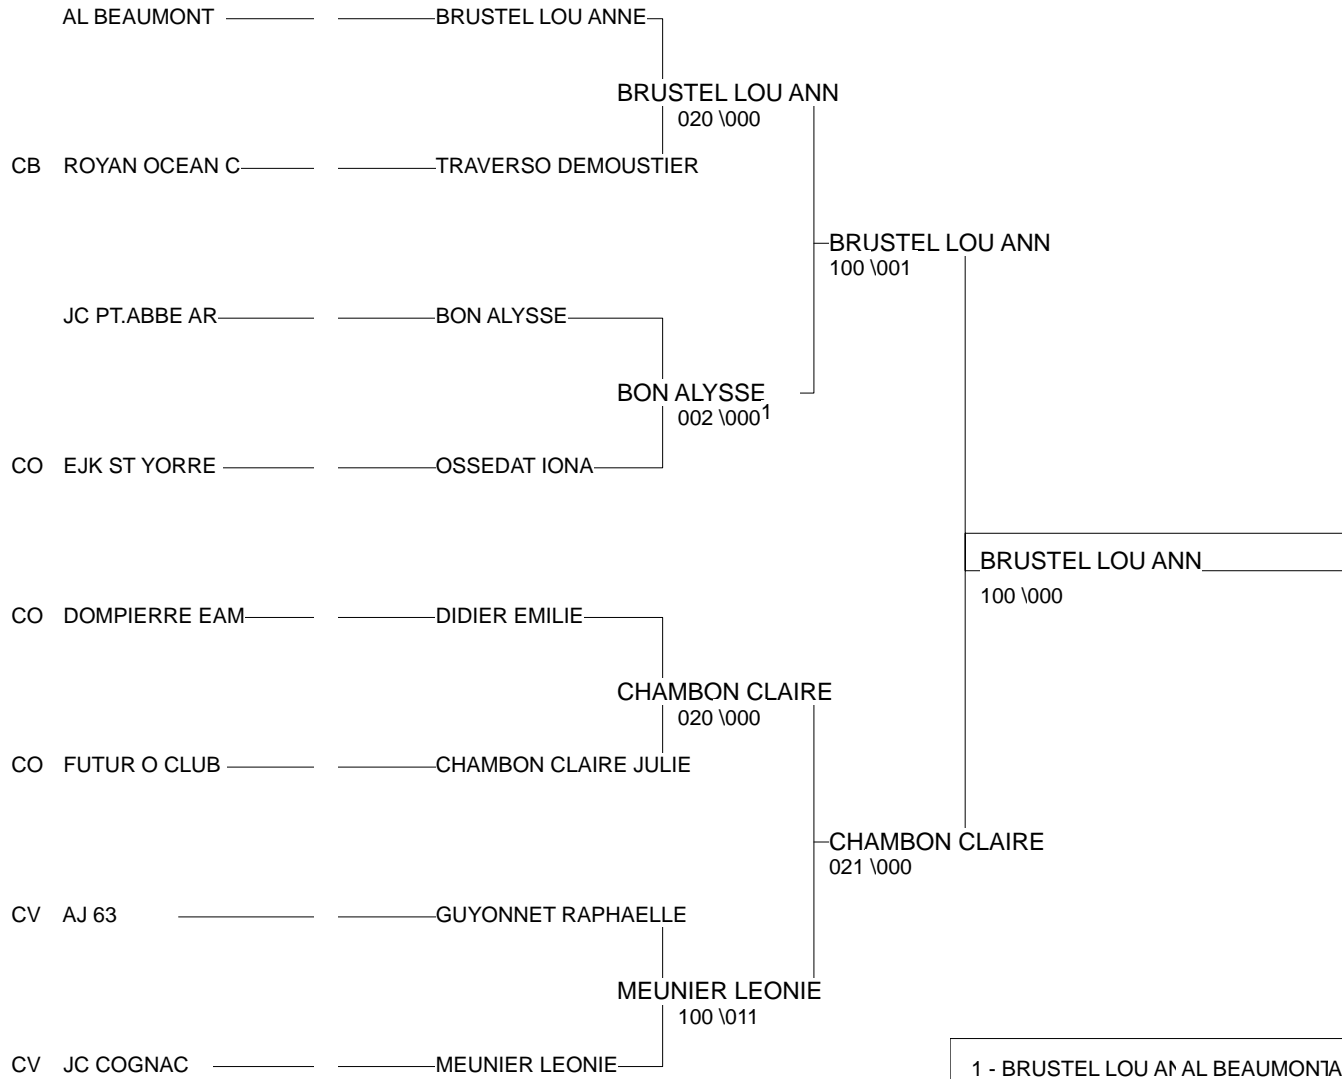 AL BEAUMONT BRUSTEL LOU ANNE
BRUSTEL LOU ANN
020 \000
CB ROYAN OCEAN C TRAVERSO DEMOUSTIER
BRUSTEL LOU ANN
100 \001
JC PT.ABBE AR BON ALYSSE
BON ALYSSE
002 \0001
CO EJK ST YORRE OSSEDAT IONA
BRUSTEL LOU ANN
100 \000
CO DOMPIERRE EAM DIDIER EMILIE
CHAMBON CLAIRE
020 \000
CO FUTUR O CLUB CHAMBON CLAIRE JULIE
CHAMBON CLAIRE
021 \000
CV AJ 63 GUYONNET RAPHAELLE
MEUNIER LEONIE
100 \011
CV JC COGNAC MEUNIER LEONIE
1 - BRUSTEL LOU AN AL BEAUMONT